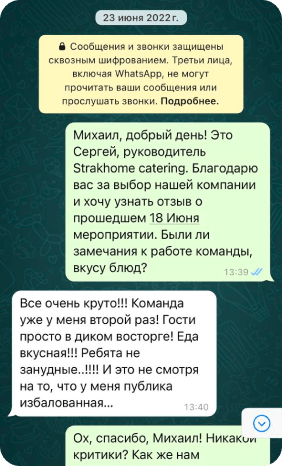 23 июня 2022 г.
Сообщения и звонки защищены
сквозным шифрованием. Третьи лица,
включая WhatsApp, не могут
прочитать ваши сообщения или
прослушать звонки. Подробнее.
Михаил, добрый день! Это
Сергей, руководитель
Strakhome catering. Благодарю
вас за выбор нашей компании
и хочу узнать отзыв о
прошедшем 18 Июня
мероприятии. Были ли
замечания к работе команды,
вкусу блюд?
13:39
Все очень круто!!! Команда
уже у меня второй раз! Гости
просто в диком восторге! Еда
вкусная!!! Ребята не
занудные..!!!! И это не смотря
на то, что у меня публика
избалованная...
13:40
Ох, спасибо, Михаил! Никакой
критики? Как же нам